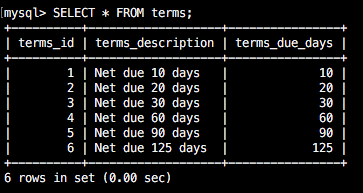 [mysql> SELECT * FROM terms;
+----------+-------------------+----------------+
| terms_id | terms_description | terms_due_days |
+----------+-------------------+----------------+
|        1 | Net due 10 days   |             10 |
|        2 | Net due 20 days   |             20 |
|        3 | Net due 30 days   |             30 |
|        4 | Net due 60 days   |             60 |
|        5 | Net due 90 days   |             90 |
|        6 | Net due 125 days  |            125 |
+----------+-------------------+----------------+
6 rows in set (0.00 sec)